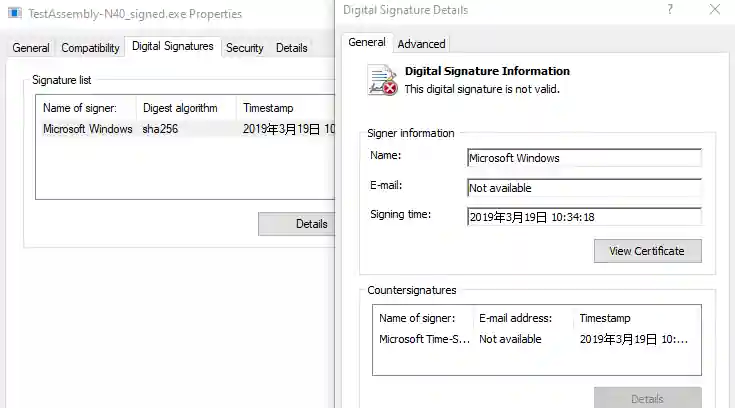 TestAssembly-N40_signed.exe Properties
General Compatibility Digital Signatures Security Details
Signature list
Name of signer: Digest algorithm Timestamp
Microsoft Windows sha256 2019年3月19日 10
Details
Digital Signature Details ? X
General Advanced
Digital Signature Information
This digital signature is not valid.
Signer information
Name: Microsoft Windows
E-mail: Not available
Signing time: 2019年3月19日 10:34:18
View Certificate
Countersignatures
Name of signer: E-mail address: Timestamp
Microsoft Time-S... Not available 2019年3月19日 10:...
Details